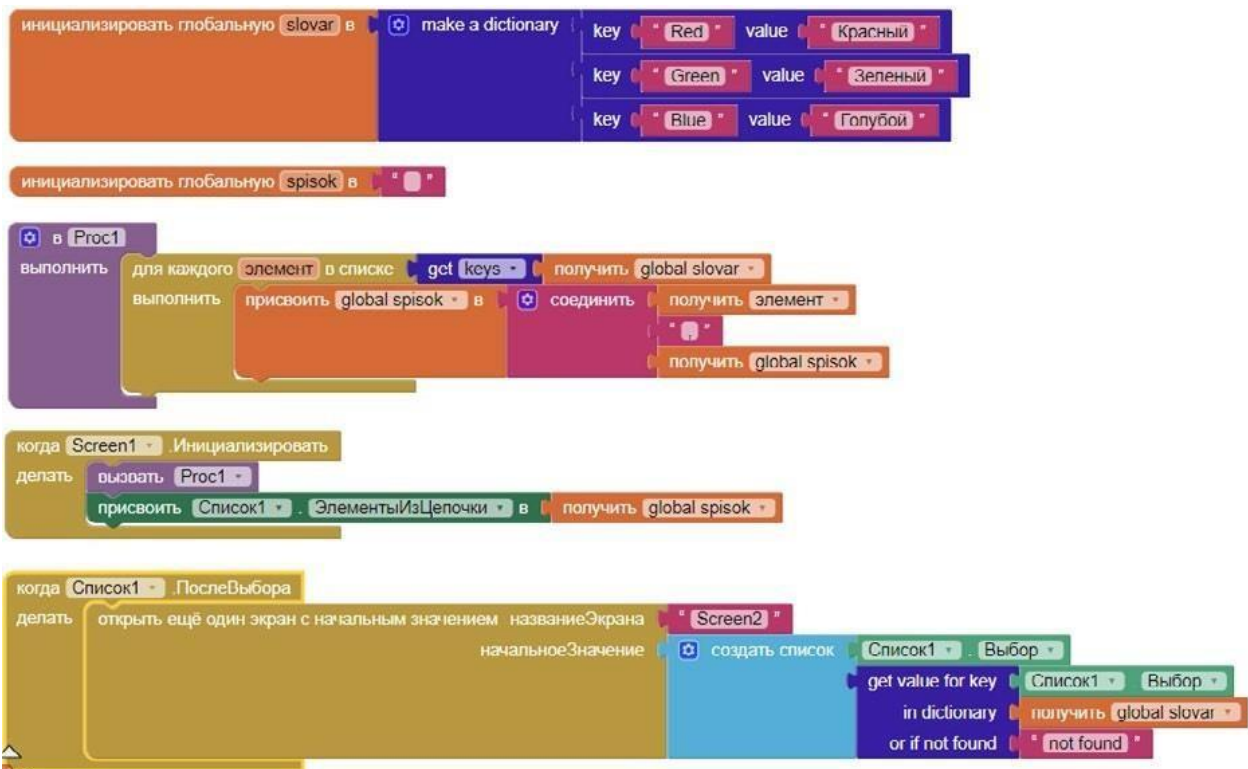 инициализировать глобальную slovar в make a dictionary key " Red " value " Красный "
key " Green " value " Зеленый "
key " Blue " value " Голубой "
инициализировать глобальную spisok в " "
в Proc1
выполнить для каждого элемент в списке get keys получить global slovar
выполнить присвоить global spisok в соединить получить элемент
" , "
получить global spisok
когда Screen1 .Инициализировать
делать вызвать Proc1
присвоить Список1 . ЭлементыИзЦепочки в получить global spisok
когда Список1 .ПослеВыбора
делать открыть ещё один экран с начальным значением названиеЭкрана " Screen2 "
начальноеЗначение создать список Список1 . Выбор
get value for key Список1 . Выбор
in dictionary получить global slovar
or if not found " not found "